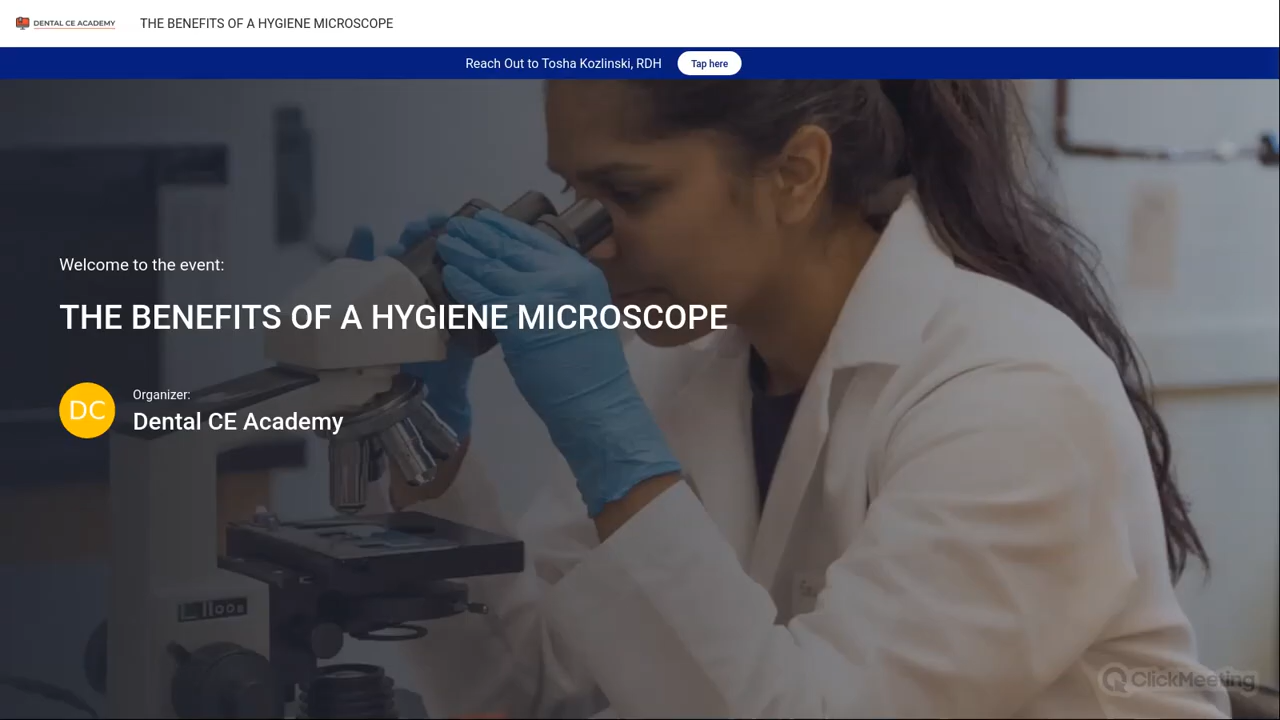 DENTAL CE ACADEMY
THE BENEFITS OF A HYGIENE MICROSCOPE
Reach Out to Tosha Kozlinski, RDH
Tap here
Welcome to the event:
THE BENEFITS OF A HYGIENE MICROSCOPE
DC
Organizer:
Dental CE Academy
ClickMeeting